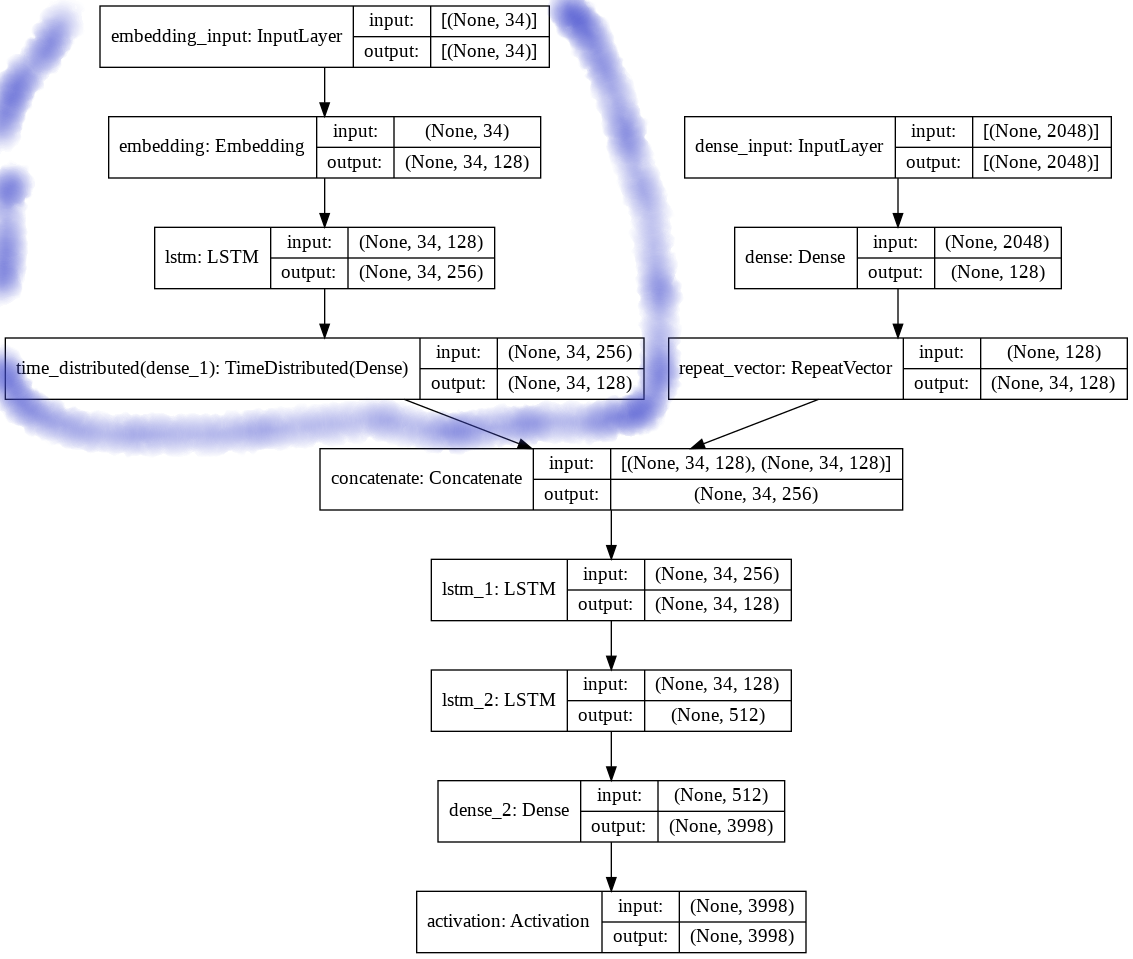 embedding_input: InputLayer
input: [(None, 34)]
output: [(None, 34)]
embedding: Embedding
input: (None, 34)
output: (None, 34, 128)
dense_input: InputLayer
input: [(None, 2048)]
output: [(None, 2048)]
lstm: LSTM
input: (None, 34, 128)
output: (None, 34, 256)
dense: Dense
input: (None, 2048)
output: (None, 128)
time_distributed(dense_1): TimeDistributed(Dense)
input: (None, 34, 256)
output: (None, 34, 128)
repeat_vector: RepeatVector
input: (None, 128)
output: (None, 34, 128)
concatenate: Concatenate
input: [(None, 34, 128), (None, 34, 128)]
output: (None, 34, 256)
lstm_1: LSTM
input: (None, 34, 256)
output: (None, 34, 128)
lstm_2: LSTM
input: (None, 34, 128)
output: (None, 512)
dense_2: Dense
input: (None, 512)
output: (None, 3998)
activation: Activation
input: (None, 3998)
output: (None, 3998)